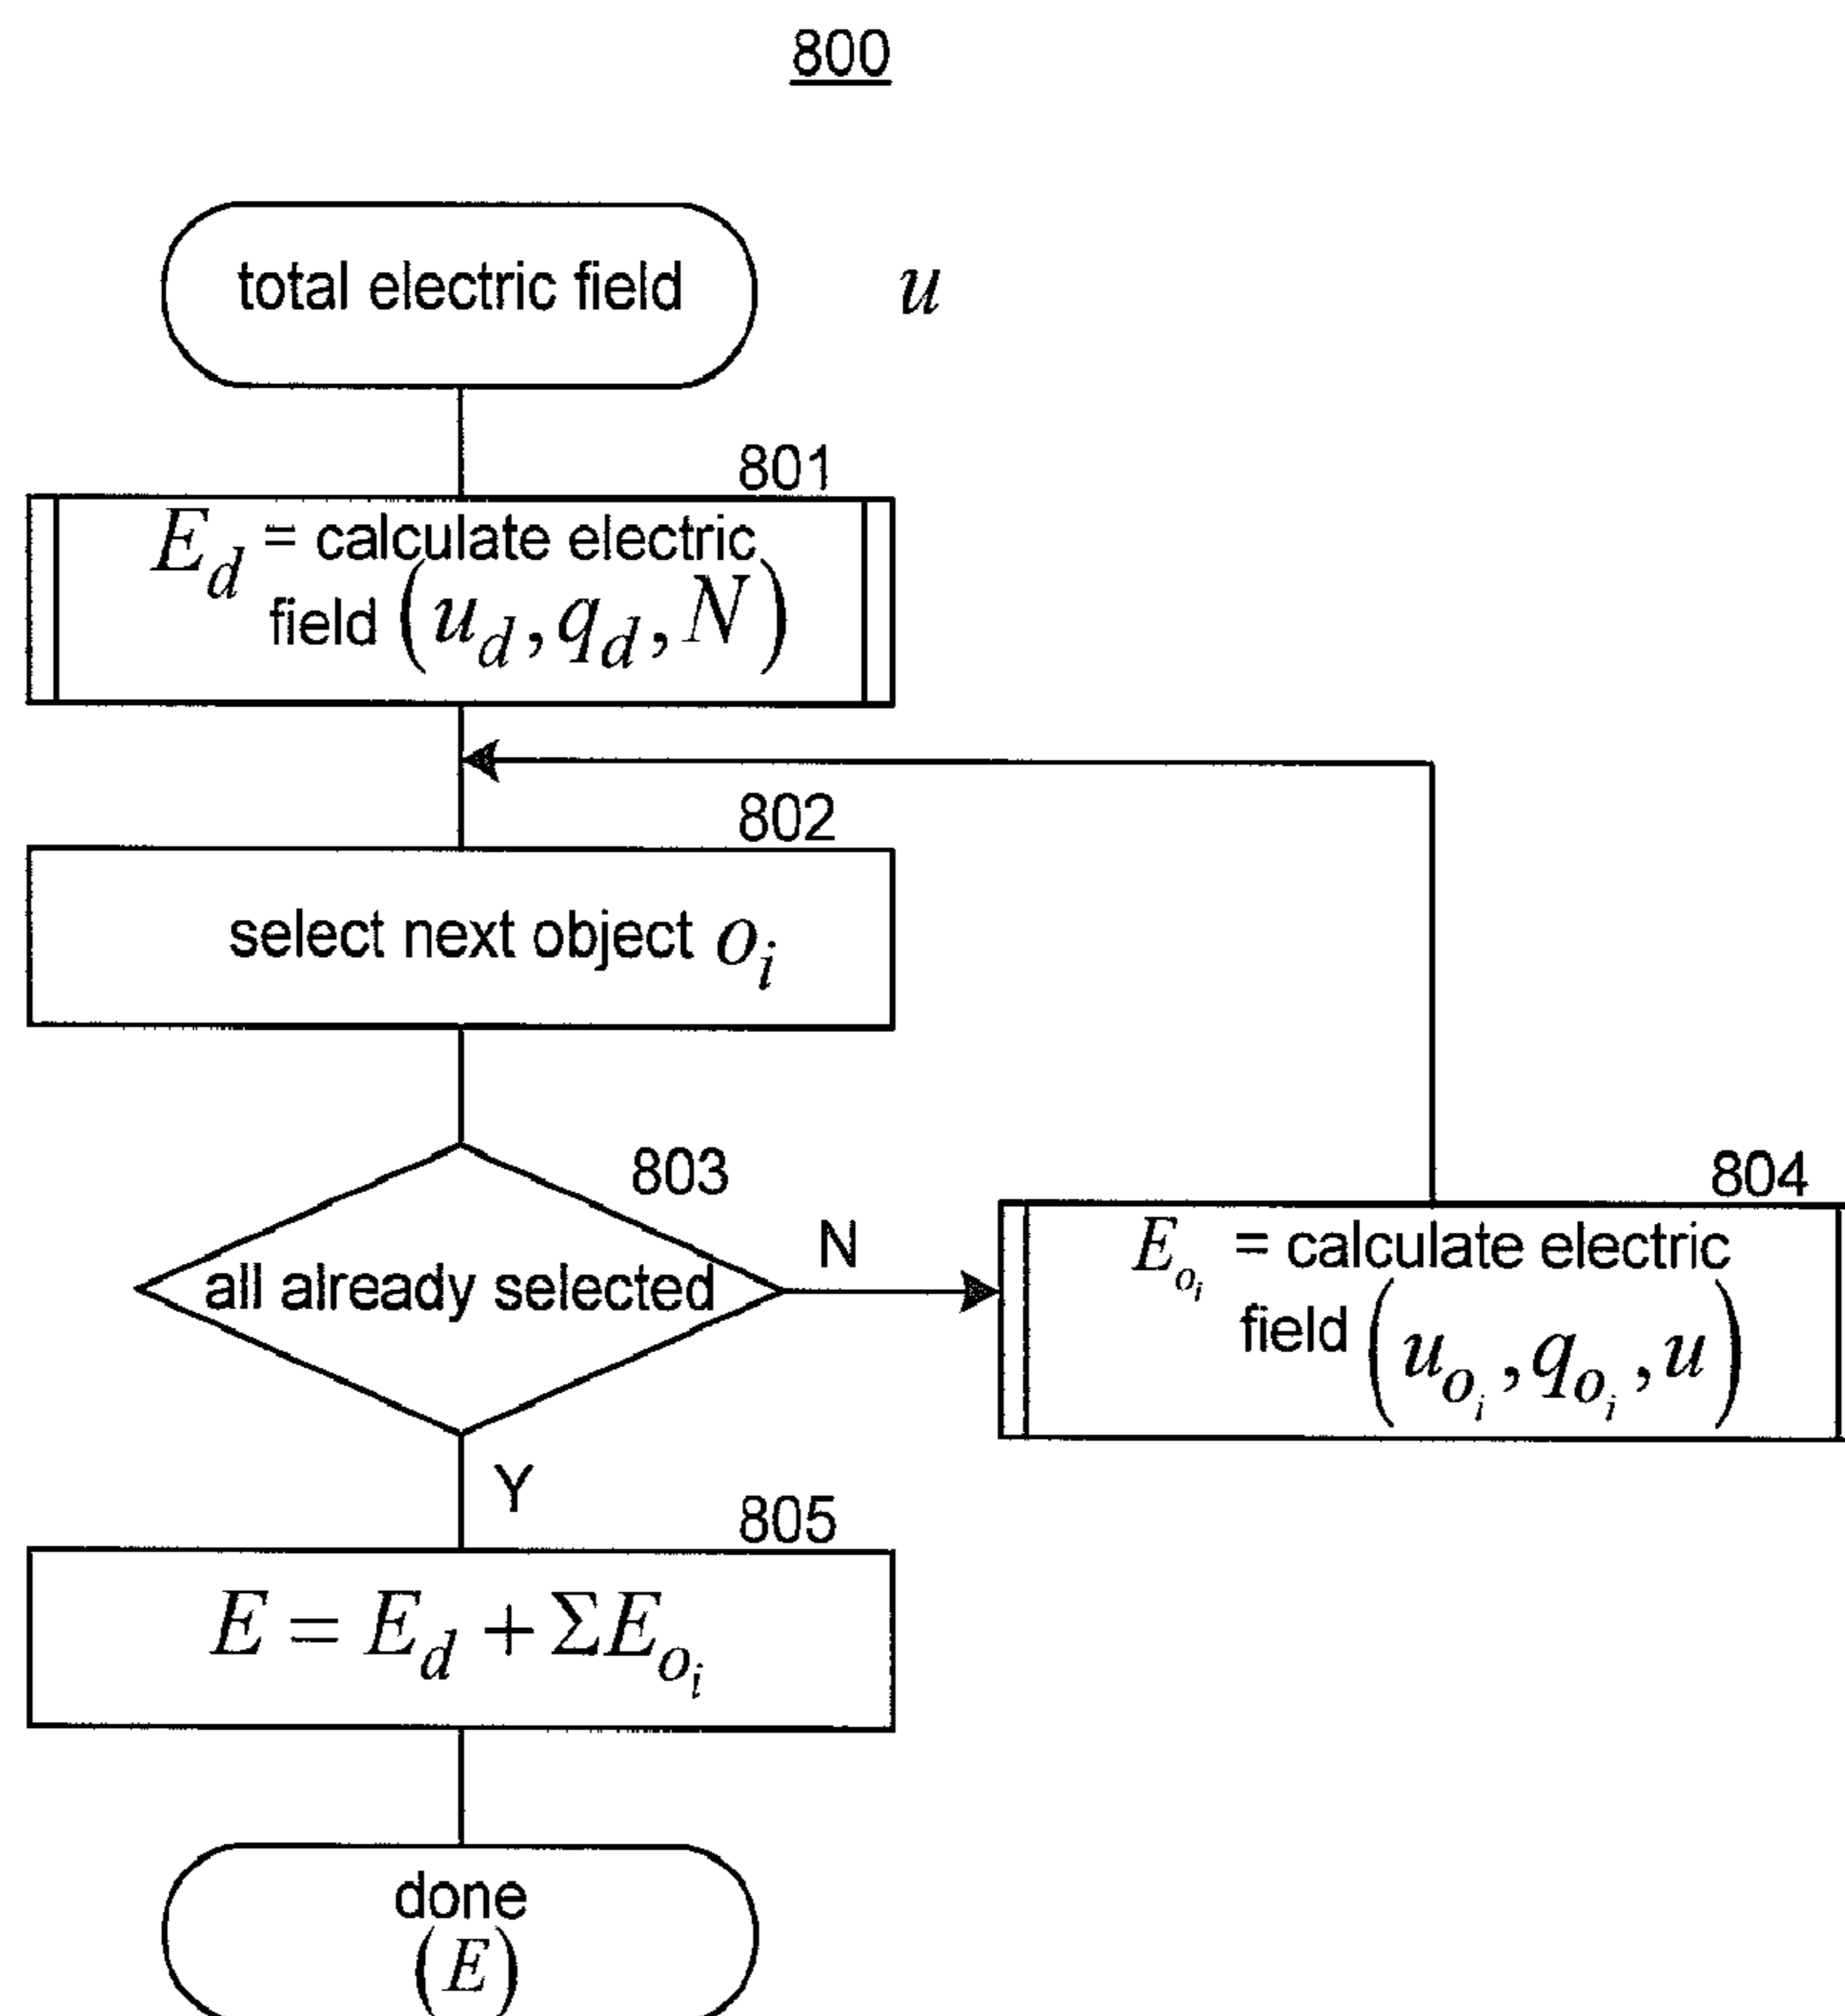 800
total electric field
u
801
E_d = calculate electric
field (u_d, q_d, N)
802
select next object o_i
803
all already selected
N
804
E_{o_i} = calculate electric
field (u_{o_i}, q_{o_i}, u)
Y
805
E = E_d + ΣE_{o_i}
done
(E)